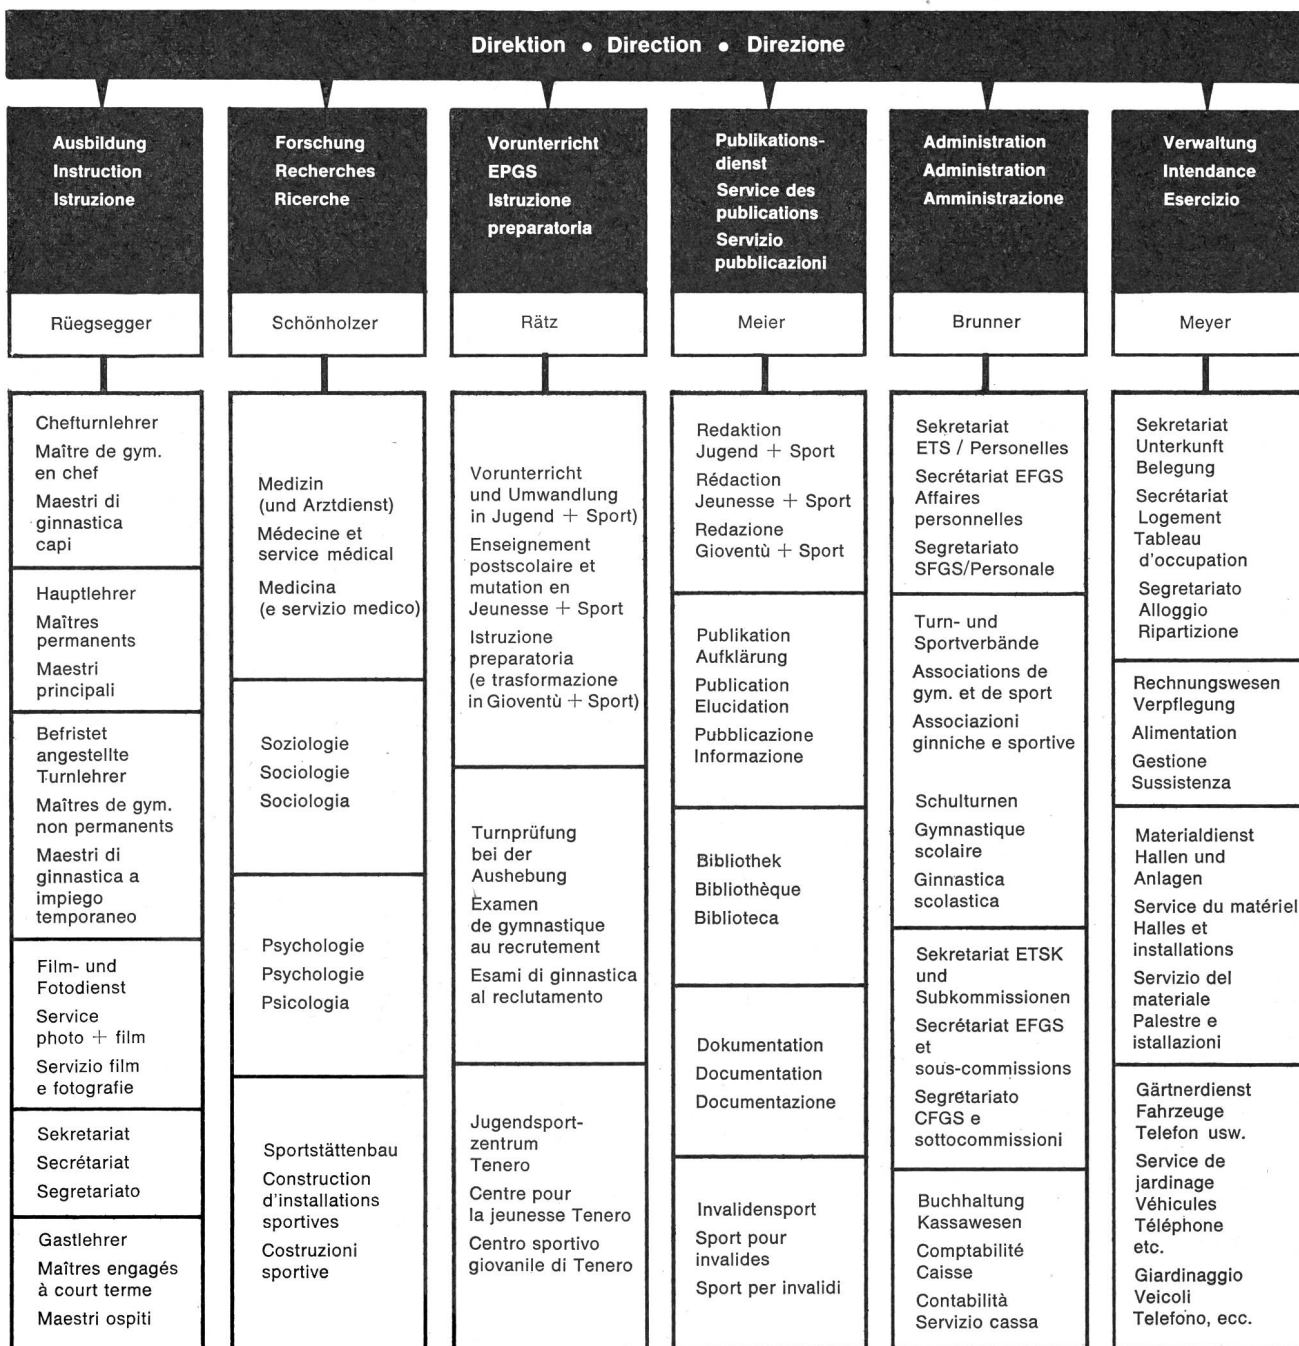 Direktion • Direction • Direzione
Ausbildung
Instruction
Istruzione
Rüegsegger
Chefturnlehrer
Maître de gym.
en chef
Maestri di
ginnastica
capi
Hauptlehrer
Maîtres
permanents
Maestri
principali
Befristet
angestellte
Turnlehrer
Maîtres de gym.
non permanents
Maestri di
ginnastica a
impiego
temporaneo
Film- und
Fotodienst
Service
photo + film
Servizio film
e fotografie
Sekretariat
Secrétariat
Segretariato
Gastlehrer
Maîtres engagés
à court terme
Maestri ospiti
Forschung
Recherches
Ricerche
Schönholzer
Medizin
(und Arztdienst)
Médecine et
service médical
Medicina
(e servizio medico)
Soziologie
Sociologie
Sociologia
Psychologie
Psychologie
Psicologia
Sportstättenbau
Construction
d'installations
sportives
Costruzioni
sportive
Vorunterricht
EPGS
Istruzione
preparatoria
Rätz
Vorunterricht
und Umwandlung
in Jugend + Sport)
Enseignement
postscolaire et
mutation en
Jeunesse + Sport
Istruzione
preparatoria
(e trasformazione
in Gioventù + Sport)
Turnprüfung
bei der
Aushebung
Examen
de gymnastique
au recrutement
Esami di ginnastica
al reclutamento
Jugendsport-
zentrum
Tenero
Centre pour
la jeunesse Tenero
Centro sportivo
giovanile di Tenero
Publikations-
dienst
Service des
publications
Servizio
pubblicazioni
Meier
Redaktion
Jugend + Sport
Rédaction
Jeunesse + Sport
Redazione
Gioventù + Sport
Publikation
Aufklärung
Publication
Elucidation
Pubblicazione
Informazione
Bibliothek
Bibliothèque
Biblioteca
Dokumentation
Documentation
Documentazione
Invalidensport
Sport pour
invalides
Sport per invalidi
Administration
Administration
Amministrazione
Brunner
Sekretariat
ETS / Personelles
Secrétariat EFGS
Affaires
personnelles
Segretariato
SFGS/Personale
Turn- und
Sportverbände
Associations de
gym. et de sport
Associazioni
ginniche e sportive
Schulturnen
Gymnastique
scolaire
Ginnastica
scolastica
Sekretariat ETSK
und
Subkommissionen
Secrétariat EFGS
et
sous-commissions
Segretariato
CFGS e
sottocommissioni
Buchhaltung
Kassawesen
Comptabilité
Caisse
Contabilità
Servizio cassa
Verwaltung
Intendance
Esercizio
Meyer
Sekretariat
Unterkunft
Belegung
Secrétariat
Logement
Tableau
d'occupation
Segretariato
Alloggio
Ripartizione
Rechnungswesen
Verpflegung
Alimentation
Gestione
Sussistenza
Materialdienst
Hallen und
Anlagen
Service du matériel
Halles et
installations
Servizio del
materiale
Palestre e
istallazioni
Gärtnerdienst
Fahrzeuge
Telefon usw.
Service de
jardinage
Véhicules
Téléphone
etc.
Giardinaggio
Veicoli
Telefono, ecc.